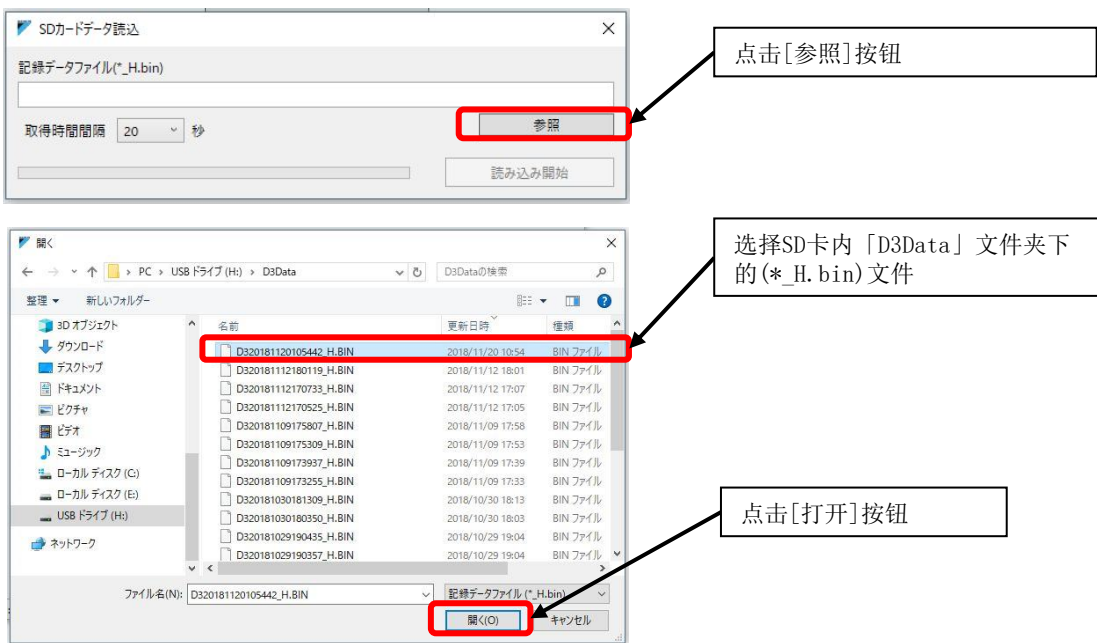 SDカードデータ読込
記録データファイル(*_H.bin)
取得時間間隔 20 秒
参照
読み込み開始
点击[参照]按钮
開く
PC › USB ドライブ (H:) › D3Data
D3Dataの検索
整理 新しいフォルダー
3D オブジェクト
ダウンロード
デスクトップ
ドキュメント
ピクチャ
ビデオ
ミュージック
ローカル ディスク (C:)
ローカル ディスク (E:)
USB ドライブ (H:)
ネットワーク
名前 更新日時 種類
D320181120105442_H.BIN 2018/11/20 10:54 BIN ファイル
D320181112180119_H.BIN 2018/11/12 18:01 BIN ファイル
D320181112170733_H.BIN 2018/11/12 17:07 BIN ファイル
D320181112170525_H.BIN 2018/11/12 17:05 BIN ファイル
D320181109175807_H.BIN 2018/11/09 17:58 BIN ファイル
D320181109175309_H.BIN 2018/11/09 17:53 BIN ファイル
D320181109173937_H.BIN 2018/11/09 17:39 BIN ファイル
D320181109173255_H.BIN 2018/11/09 17:33 BIN ファイル
D320181030181309_H.BIN 2018/10/30 18:13 BIN ファイル
D320181030180350_H.BIN 2018/10/30 18:03 BIN ファイル
D320181029190435_H.BIN 2018/10/29 19:04 BIN ファイル
D320181029190357_H.BIN 2018/10/29 19:04 BIN ファイル
ファイル名(N): D320181120105442_H.BIN 記録データファイル (*_H.bin)
開く(O) キャンセル
选择SD卡内「D3Data」文件夹下
的(*_H.bin)文件
点击[打开]按钮